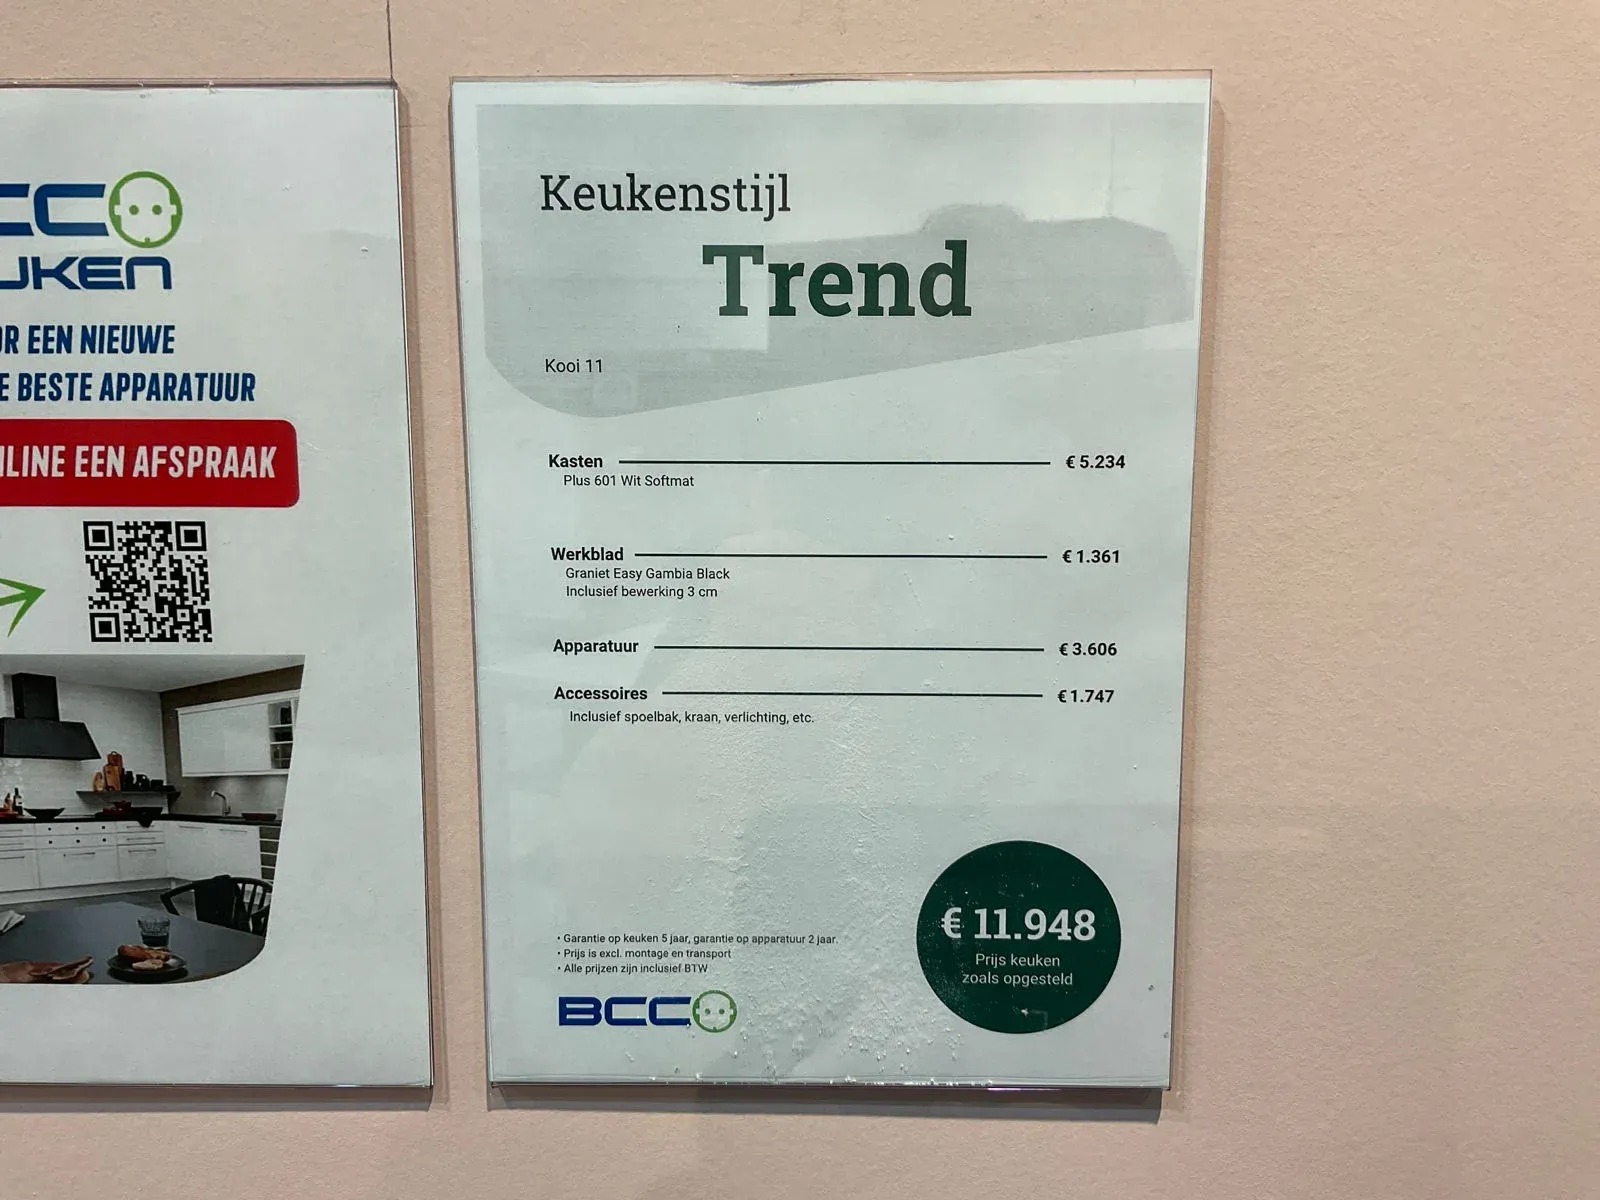 CCO
UKEN
OR EEN NIEUWE
E BESTE APPARATUUR
NLINE EEN AFSPRAAK
Keukenstijl
Trend
Kooi 11
Kasten € 5.234
Plus 601 Wit Softmat
Werkblad € 1.361
Graniet Easy Gambia Black
Inclusief bewerking 3 cm
Apparatuur € 3.606
Accessoires € 1.747
Inclusief spoelbak, kraan, verlichting, etc.
• Garantie op keuken 5 jaar, garantie op apparatuur 2 jaar.
• Prijs is excl. montage en transport
• Alle prijzen zijn inclusief BTW
BCC
€ 11.948
Prijs keuken
zoals opgesteld